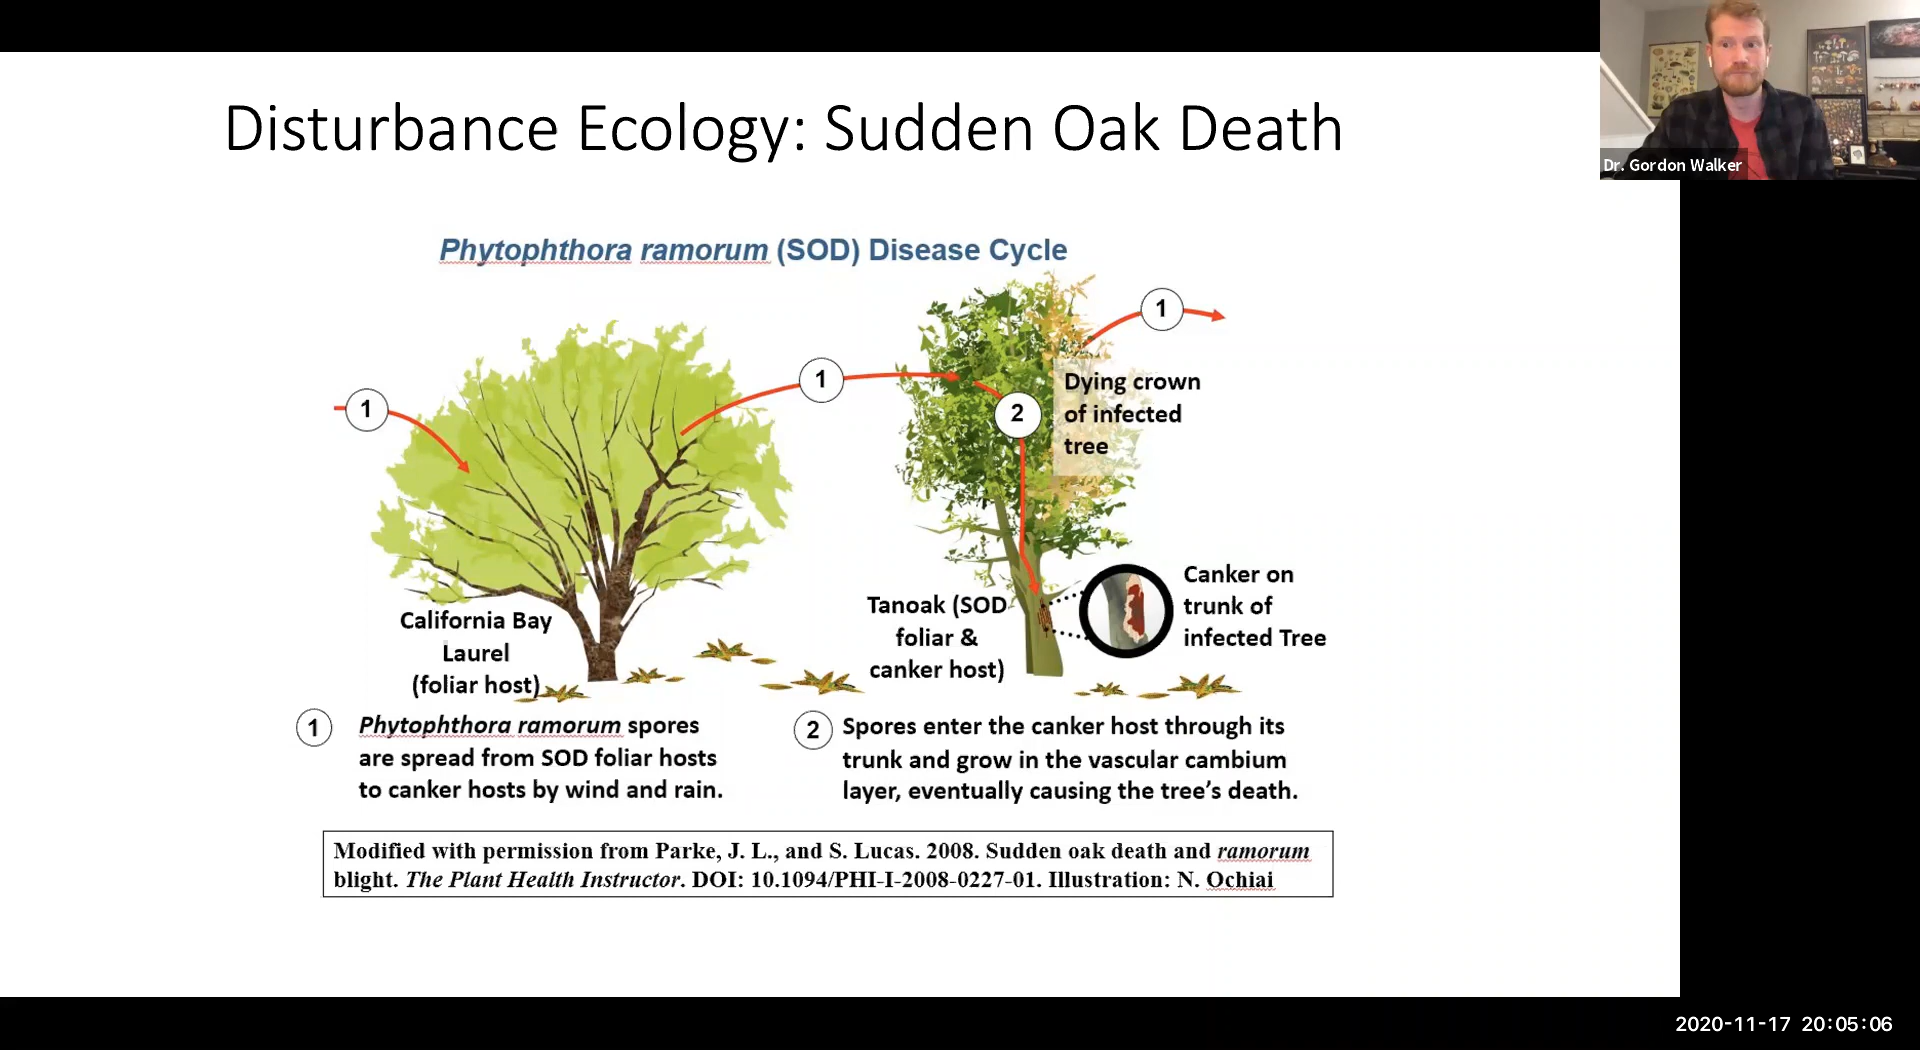 Disturbance Ecology: Sudden Oak Death
Dr. Gordon Walker
Phytophthora ramorum (SOD) Disease Cycle
1
1
1
2
Dying crown
of infected
tree
California Bay
Laurel
(foliar host)
Tanoak (SOD
foliar &
canker host)
Canker on
trunk of
infected Tree
1 Phytophthora ramorum spores
are spread from SOD foliar hosts
to canker hosts by wind and rain.
2 Spores enter the canker host through its
trunk and grow in the vascular cambium
layer, eventually causing the tree's death.
Modified with permission from Parke, J. L., and S. Lucas. 2008. Sudden oak death and ramorum
blight. The Plant Health Instructor. DOI: 10.1094/PHI-I-2008-0227-01. Illustration: N. Ochiai
2020-11-17 20:05:06